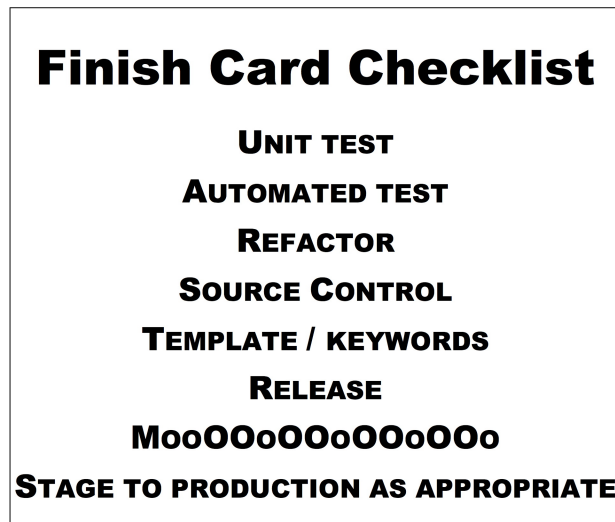 Finish Card Checklist
Unit test
Automated test
Refactor
Source Control
Template / keywords
Release
MooOOoOOoOOoOOo
Stage to production as appropriate